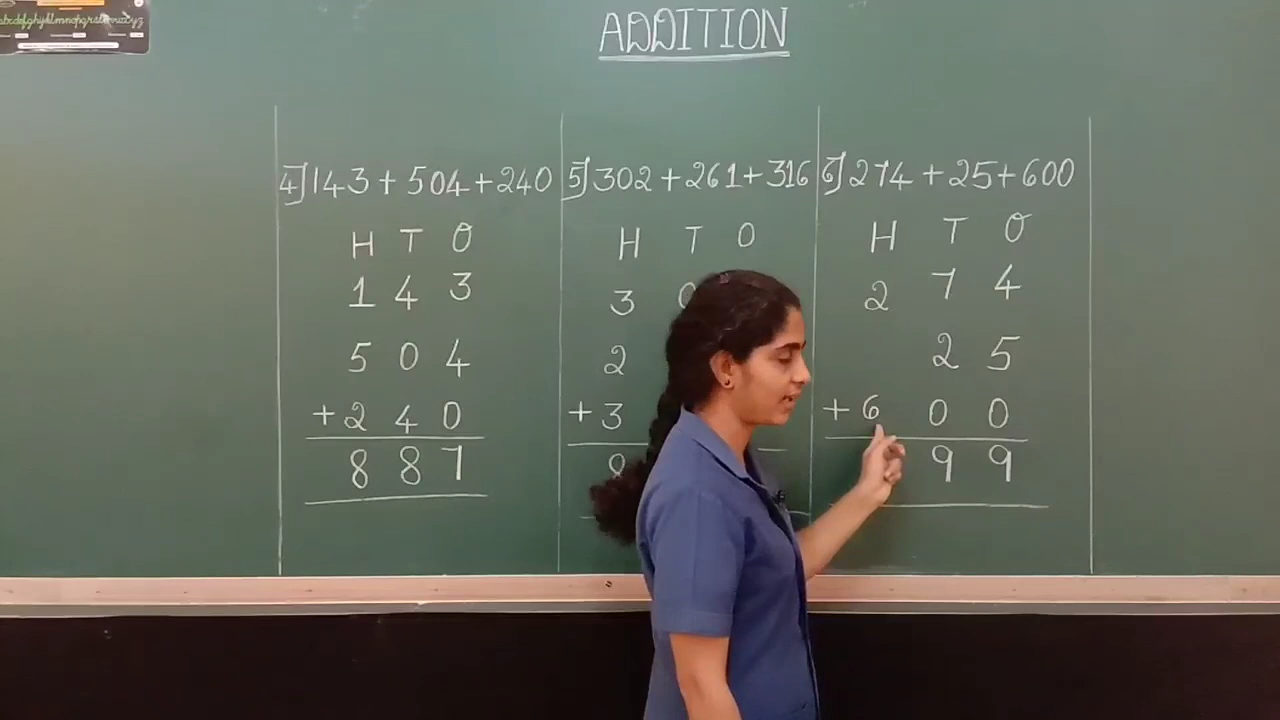 abcdefghijklmnopqrstuvwxyz
ADDITION
4] 143 + 504 + 240
H T O
1 4 3
5 0 4
+ 2 4 0
8 8 7
5] 302 + 261 + 316
H T O
3 0
2
+ 3
8
6] 274 + 25 + 600
H T O
2 7 4
2 5
+ 6 0 0
9 9